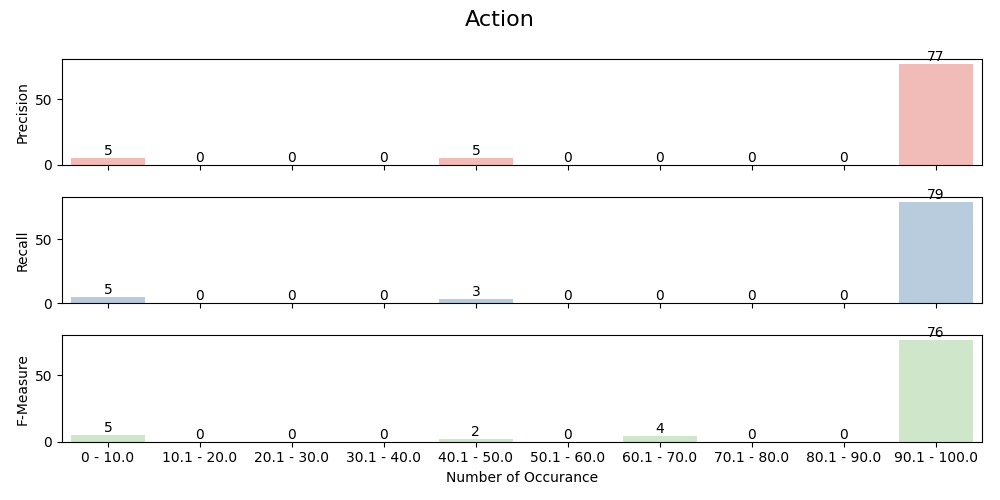 Action
Precision
50
0
5 0 0 0 5 0 0 0 0 77
Recall
50
0
5 0 0 0 3 0 0 0 0 79
F-Measure
50
0
5 0 0 0 2 0 4 0 0 76
0 - 10.0 10.1 - 20.0 20.1 - 30.0 30.1 - 40.0 40.1 - 50.0 50.1 - 60.0 60.1 - 70.0 70.1 - 80.0 80.1 - 90.0 90.1 - 100.0
Number of Occurance